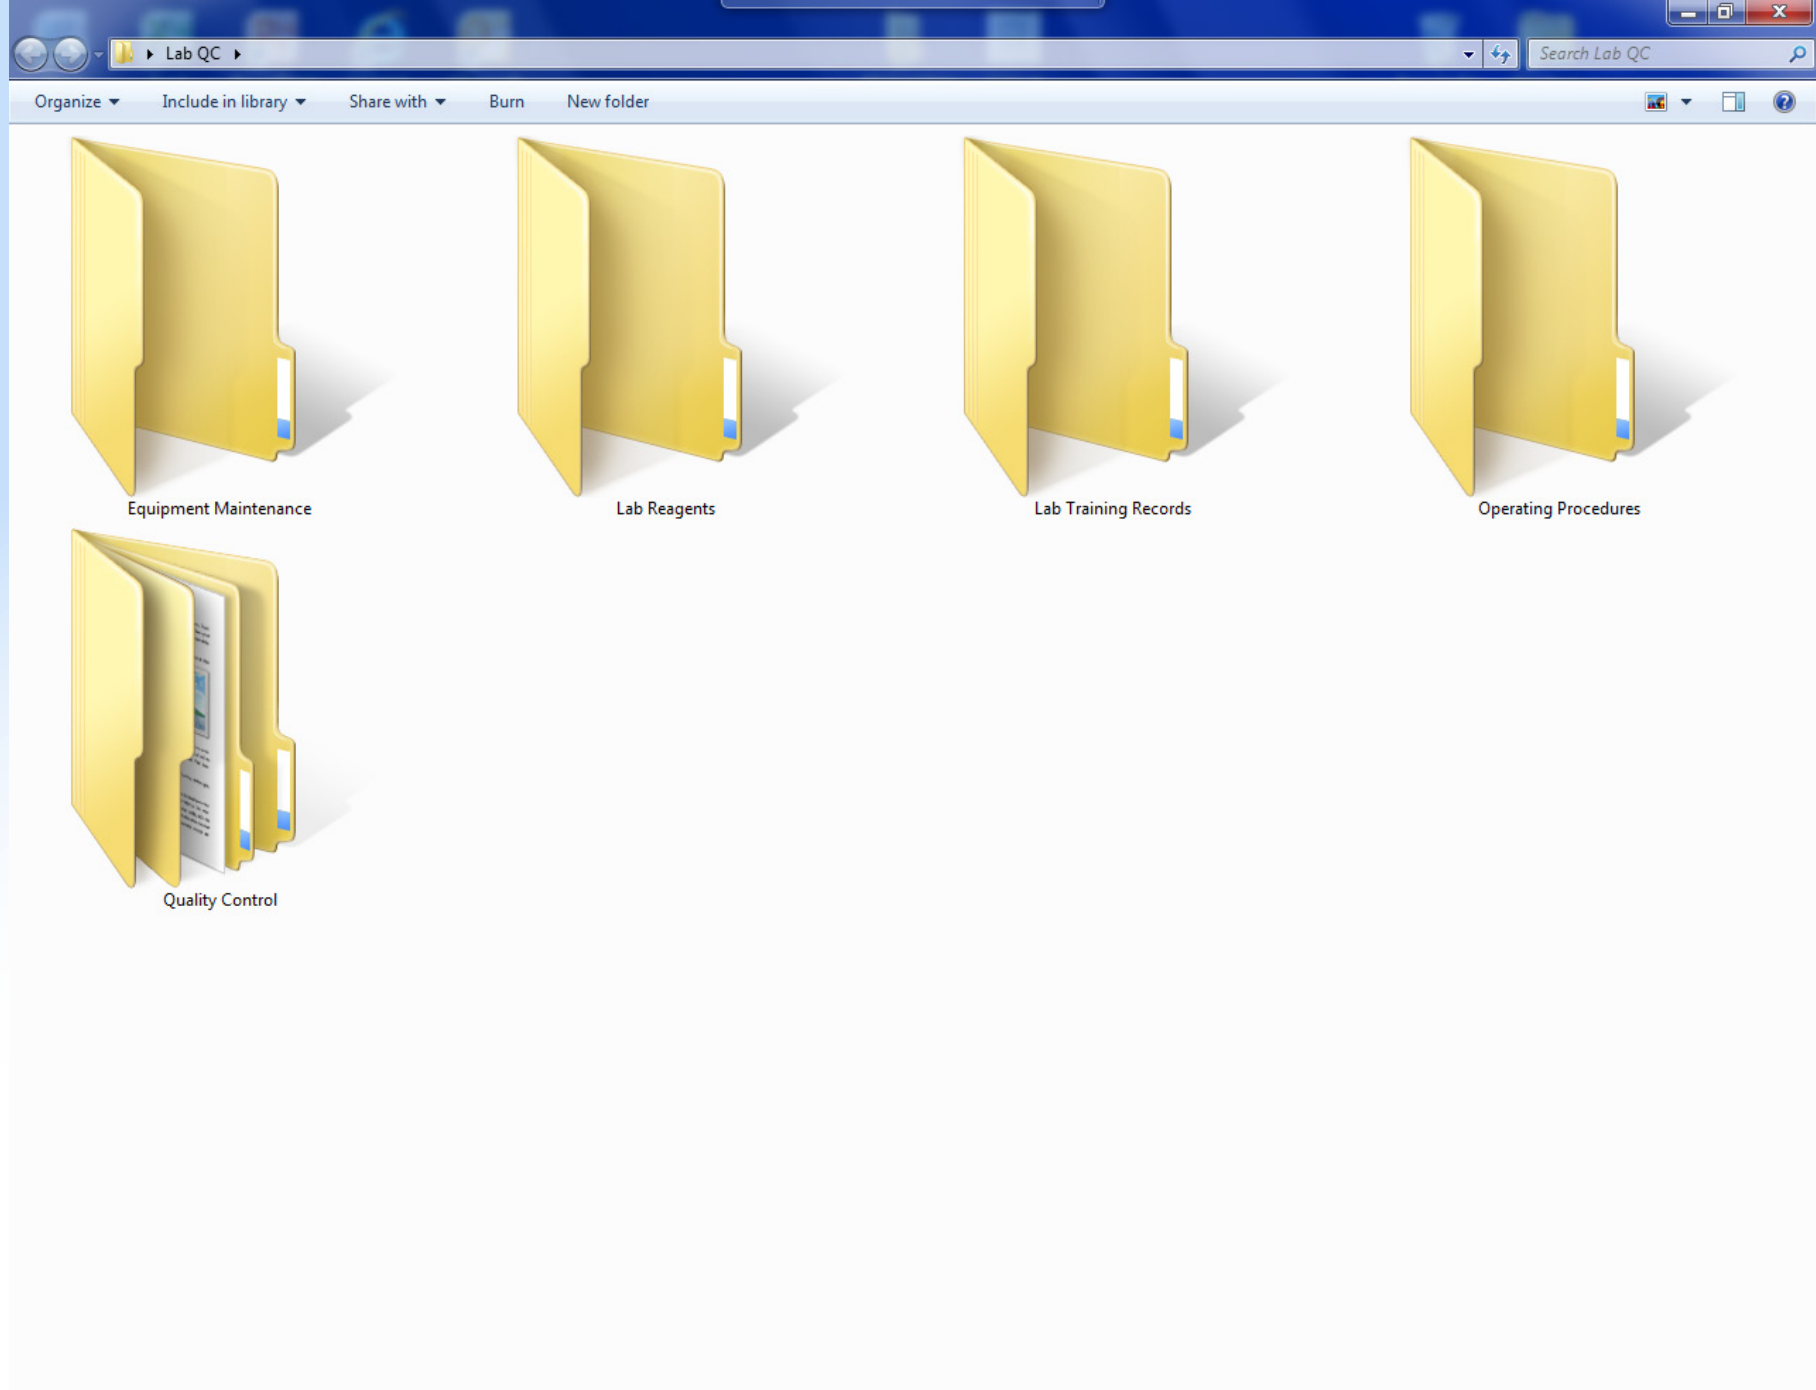 Lab QC
Search Lab QC
Organize
Include in library
Share with
Burn
New folder
Equipment Maintenance
Lab Reagents
Lab Training Records
Operating Procedures
Quality Control